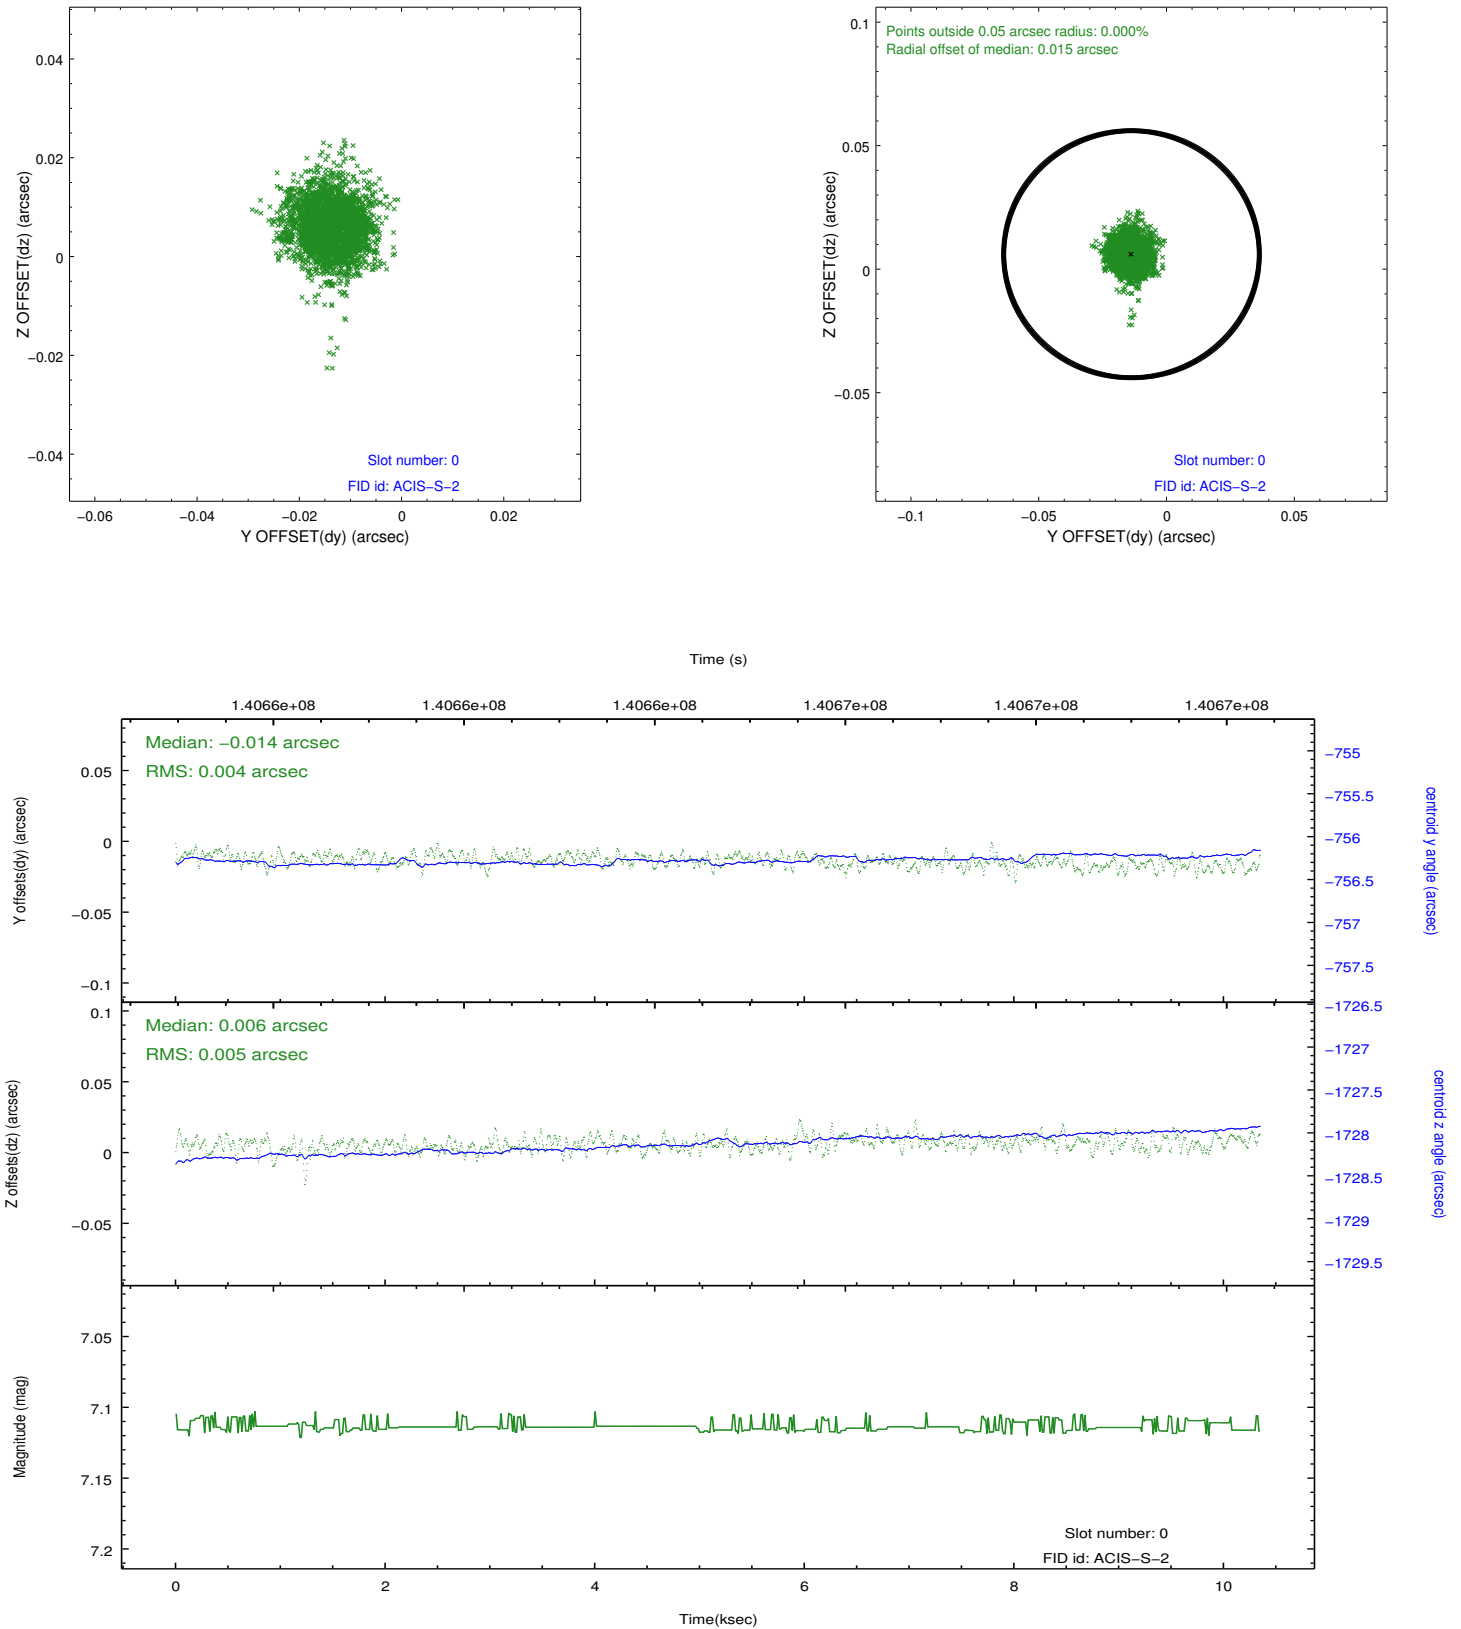 0.04
0.02
0
−0.02
−0.04
Z OFFSET(dz) (arcsec)
Slot number: 0
FID id: ACIS−S−2
−0.06
−0.04
−0.02
0
0.02
Y OFFSET(dy) (arcsec)
Points outside 0.05 arcsec radius: 0.000%
Radial offset of median: 0.015 arcsec
0.1
0.05
0
−0.05
Z OFFSET(dz) (arcsec)
Slot number: 0
FID id: ACIS−S−2
−0.1
−0.05
0
0.05
Y OFFSET(dy) (arcsec)
Time (s)
1.4066e+08
1.4066e+08
1.4066e+08
1.4067e+08
1.4067e+08
1.4067e+08
Median: −0.014 arcsec
RMS: 0.004 arcsec
0.05
0
−0.05
−0.1
Y offsets(dy) (arcsec)
−755
−755.5
−756
−756.5
−757
−757.5
centroid y angle (arcsec)
Median: 0.006 arcsec
RMS: 0.005 arcsec
0.1
0.05
0
−0.05
Z offsets(dz) (arcsec)
−1726.5
−1727
−1727.5
−1728
−1728.5
−1729
−1729.5
centroid z angle (arcsec)
7.05
7.1
7.15
7.2
Magnitude (mag)
Slot number: 0
FID id: ACIS−S−2
0
2
4
6
8
10
Time(ksec)